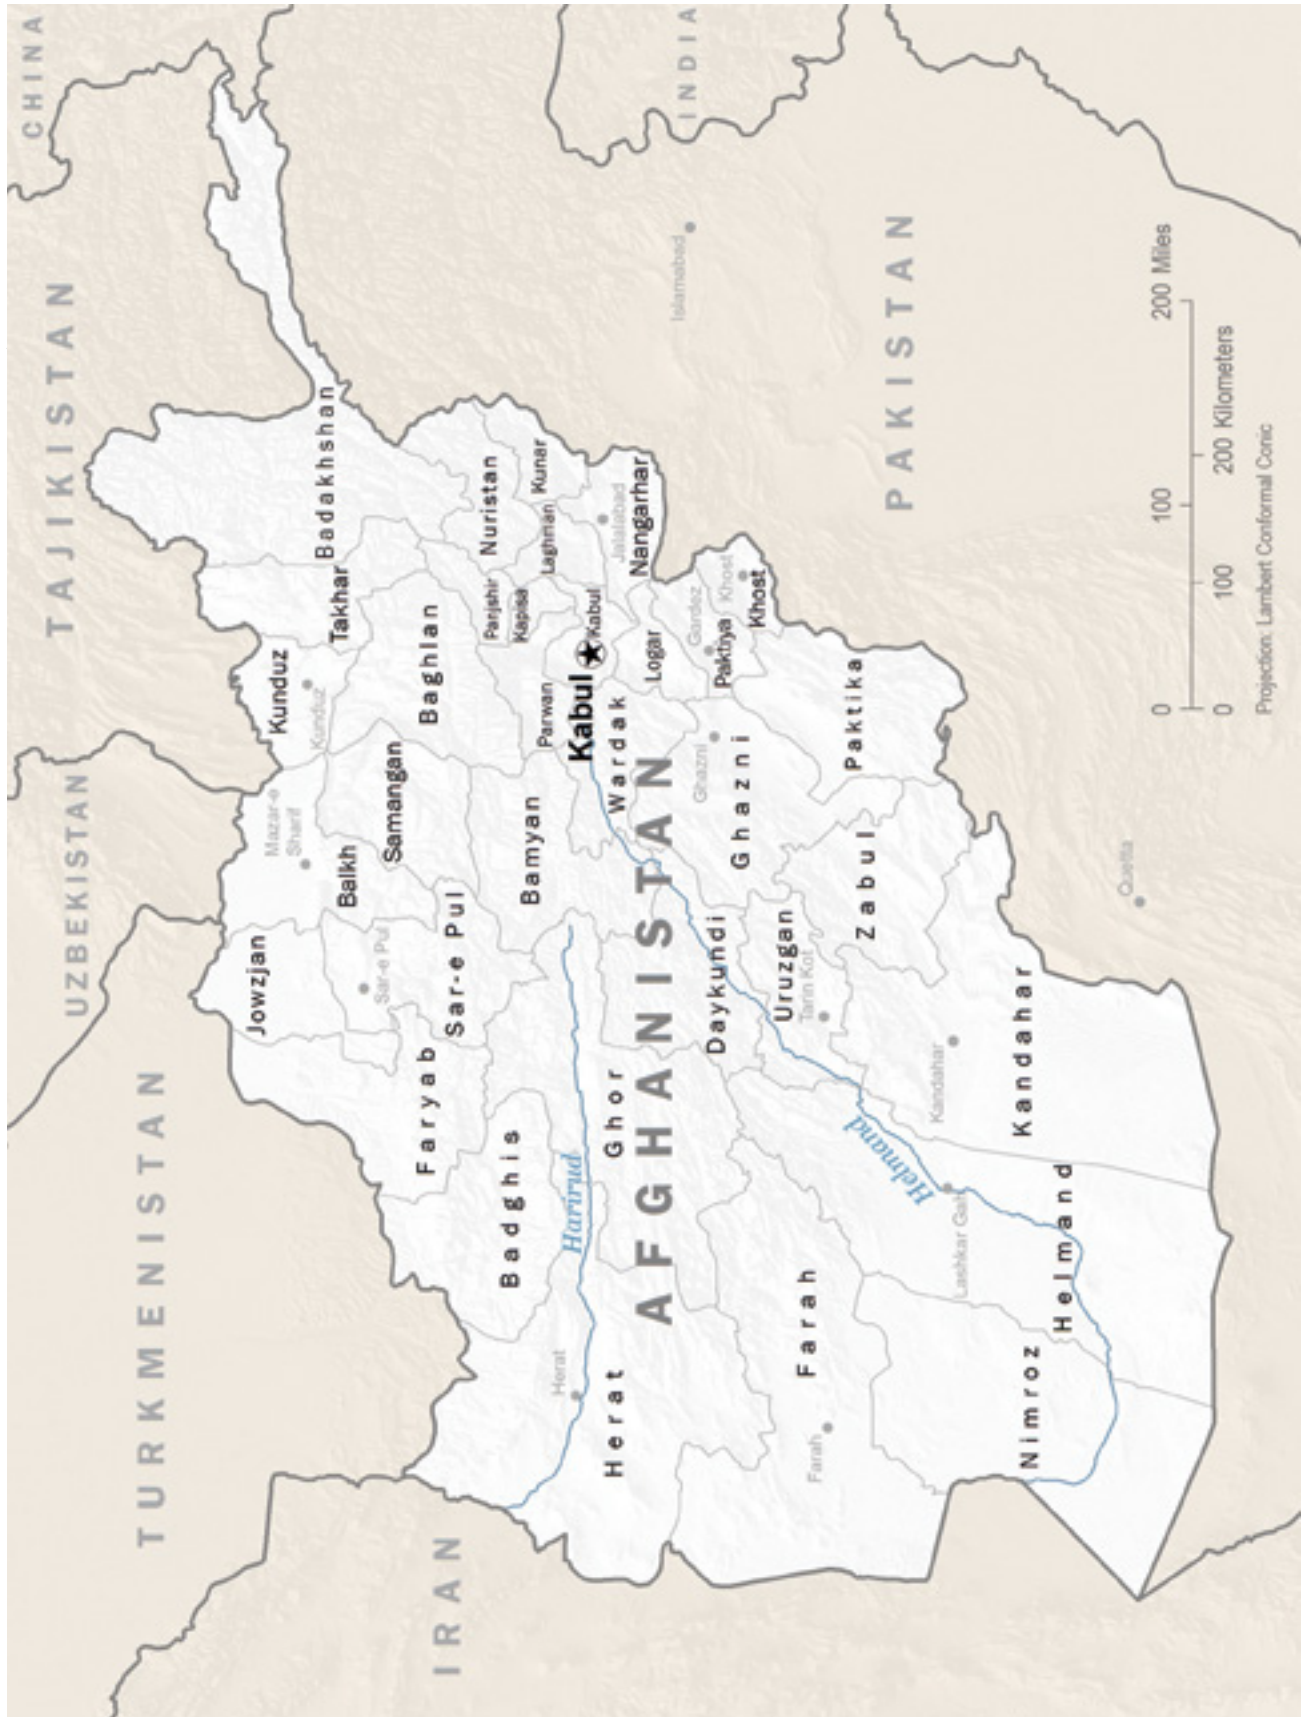 CHINA
TAJIKISTAN
UZBEKISTAN
TURKMENISTAN
IRAN
INDIA
PAKISTAN
AFGHANISTAN
Badakhshan
Takhar
Kunduz
Kunduz
Mazar-e
Sharif
Balkh
Jowzjan
Samangan
Baghlan
Sar-e Pul
Sar-e Pul
Faryab
Badghis
Nuristan
Kunar
Laghman
Panjshir
Kapisa
Parwan
Bamyan
Kabul
Kabul
Jalalabad
Nangarhar
Logar
Wardak
Gardez
Khost
Paktiya
Khost
Ghazni
Ghazni
Paktika
Zabul
Daykundi
Uruzgan
Tarin Kot
Ghor
Harirud
Herat
Herat
Farah
Farah
Helmand
Kandahar
Kandahar
Lashkar Gah
Helmand
Nimroz
Islamabad
Quetta
0 100 200 Miles
0 100 200 Kilometers
Projection: Lambert Conformal Conic